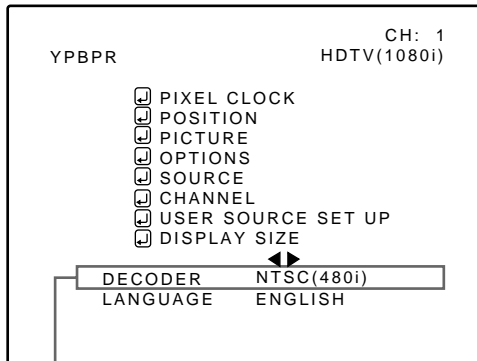 CH: 1
YPBPR HDTV(1080i)
PIXEL CLOCK
POSITION
PICTURE
OPTIONS
SOURCE
CHANNEL
USER SOURCE SET UP
DISPLAY SIZE
DECODER NTSC(480i)
LANGUAGE ENGLISH